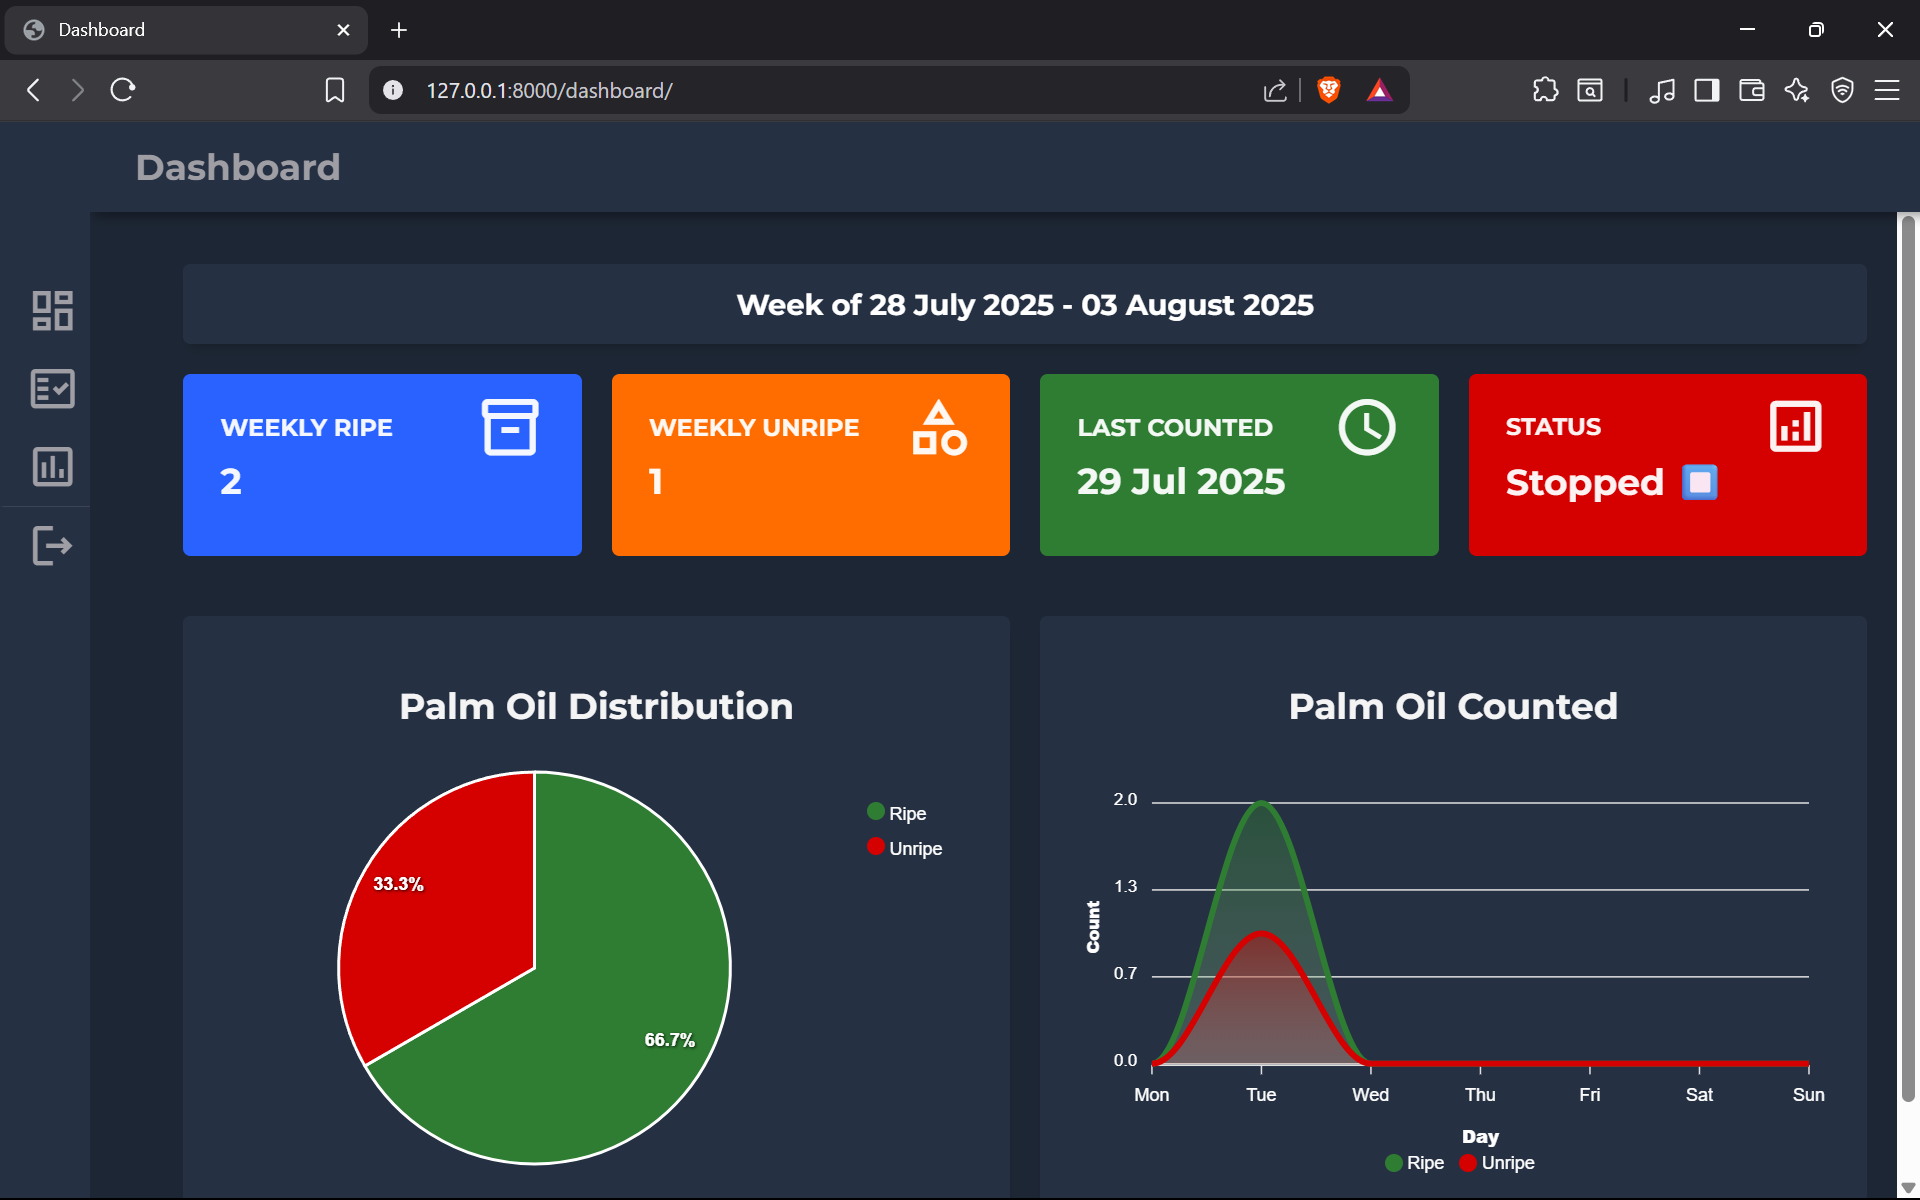 Dashboard
127.0.0.1:8000/dashboard/
Dashboard
Week of 28 July 2025 - 03 August 2025
WEEKLY RIPE
2
WEEKLY UNRIPE
1
LAST COUNTED
29 Jul 2025
STATUS
Stopped
Palm Oil Distribution
Ripe
Unripe
33.3%
66.7%
Palm Oil Counted
2.0
1.3
0.7
0.0
Count
Mon Tue Wed Thu Fri Sat Sun
Day
Ripe Unripe